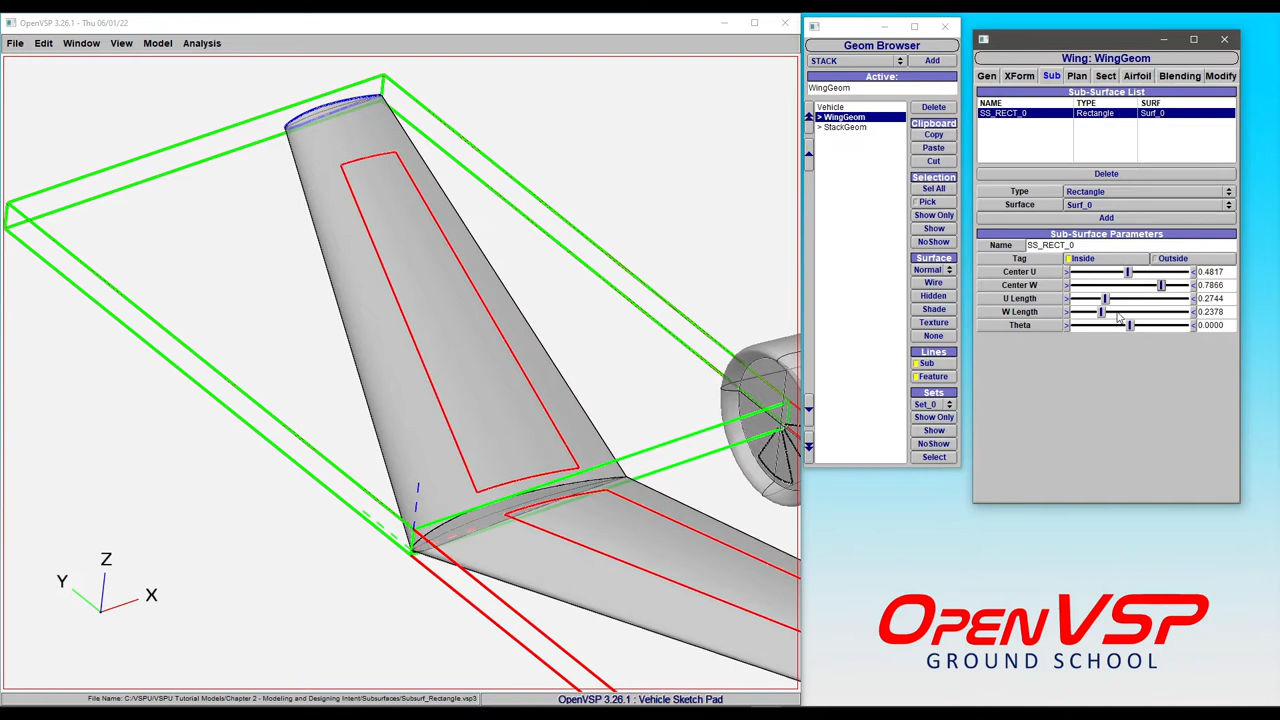 OpenVSP 3.26.1 - Thu 06/01/22
File Edit Window View Model Analysis
Y Z X
File Name: C:/VSPU/VSPU Tutorial Models/Chapter 2 - Modeling and Designing Intent/Subsurfaces/Subsurf_Rectangle.vsp3
OpenVSP 3.26.1 : Vehicle Sketch Pad
Geom Browser
STACK Add
Active:
WingGeom
Vehicle
> WingGeom
> StackGeom
Delete
Clipboard
Copy
Paste
Cut
Selection
Sel All
Pick
Show Only
Show
NoShow
Surface
Normal
Wire
Hidden
Shade
Texture
None
Lines
Sub
Feature
Sets
Set_0
Show Only
Show
NoShow
Select
Wing: WingGeom
Gen XForm Sub Plan Sect Airfoil Blending Modify
Sub-Surface List
NAME TYPE SURF
SS_RECT_0 Rectangle Surf_0
Delete
Type Rectangle
Surface Surf_0
Add
Sub-Surface Parameters
Name SS_RECT_0
Tag Inside Outside
Center U > < 0.4817
Center W > < 0.7866
U Length > < 0.2744
W Length > < 0.2378
Theta > < 0.0000
OpenVSP
GROUND SCHOOL